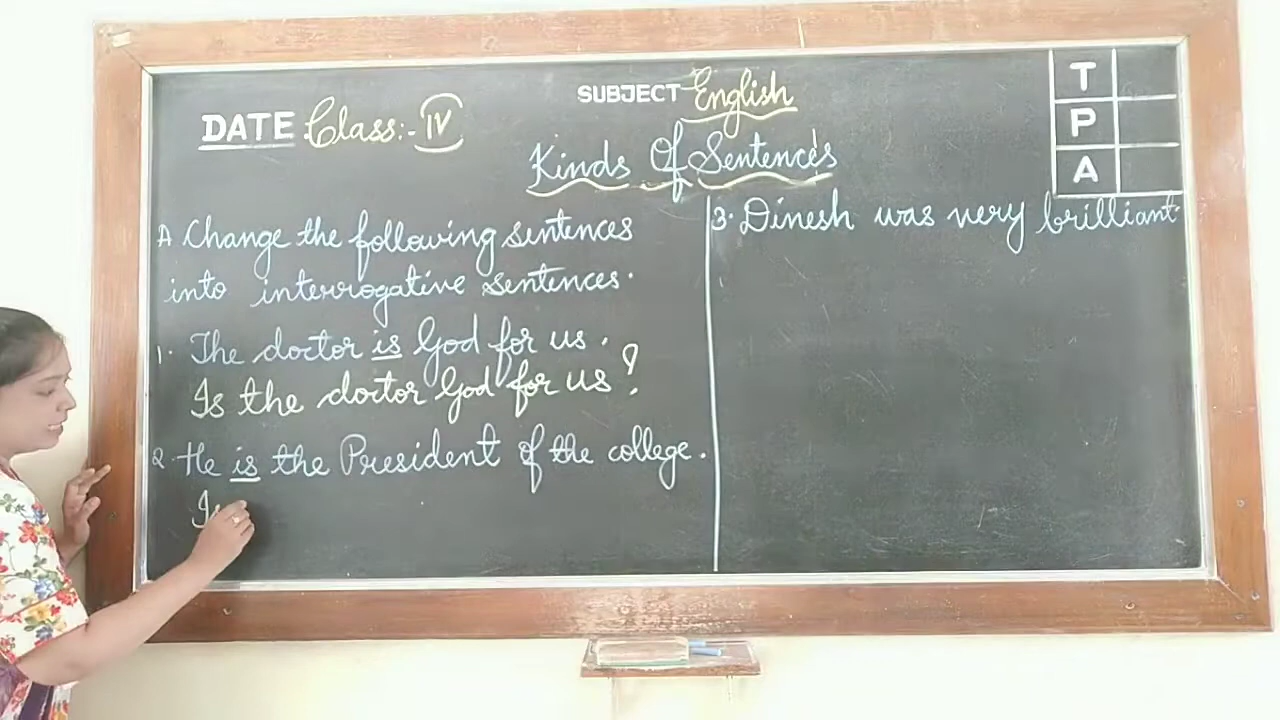 SUBJECT English
DATE Class:- IV
Kinds Of Sentences
T
P
A
A Change the following sentences
into interrogative sentences.
1. The doctor is God for us.
Is the doctor God for us?
2. He is the President of the college.
Is
3. Dinesh was very brilliant.